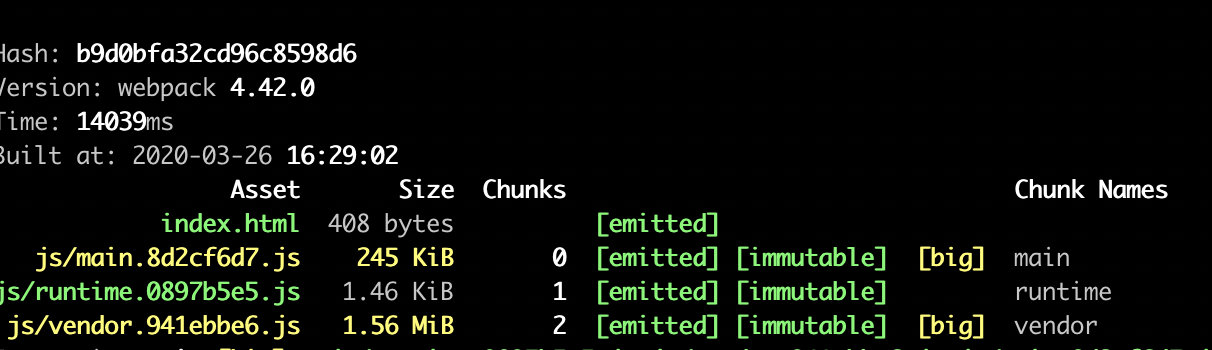 Hash: b9d0bfa32cd96c8598d6
Version: webpack 4.42.0
Time: 14039ms
Built at: 2020-03-26 16:29:02
Asset Size Chunks Chunk Names
index.html 408 bytes [emitted]
js/main.8d2cf6d7.js 245 KiB 0 [emitted] [immutable] [big] main
js/runtime.0897b5e5.js 1.46 KiB 1 [emitted] [immutable] runtime
js/vendor.941ebbe6.js 1.56 MiB 2 [emitted] [immutable] [big] vendor